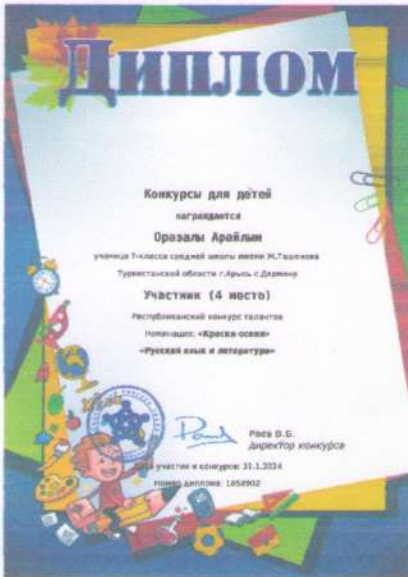 Диплом
Конкурсы для детей
награждается
Оразалы Арайлым
ученица 7-класса средней школы имени Ж.Ташенова
Туркестанской области г.Арысь с.Дермене
Участник (4 место)
Республиканский конкурс талантов
Номинация: «Краски осени»
«Русский язык и литература»
Раев В.Б.
директор конкурса
Дата участия в конкурсе: 31.1.2024
Номер диплома: 1858902